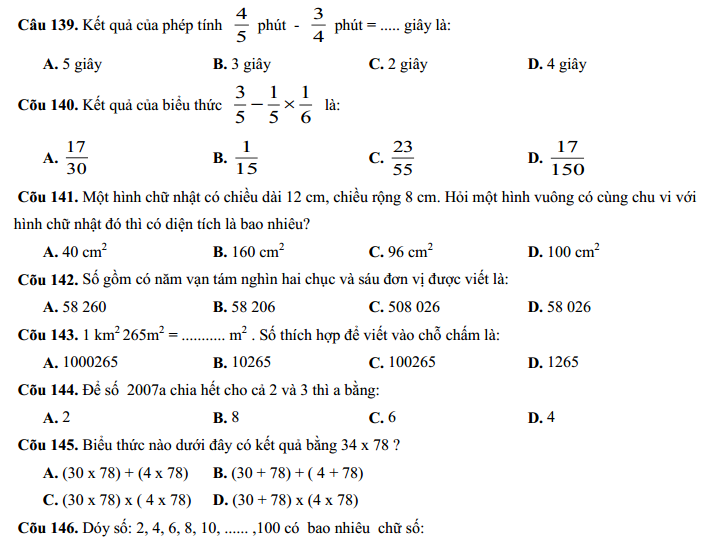 Câu 139. Kết quả của phép tính 4/5 phút - 3/4 phút = ..... giây là:
A. 5 giây B. 3 giây C. 2 giây D. 4 giây
Cõu 140. Kết quả của biểu thức 3/5 − 1/5 × 1/6 là:
A. 17/30 B. 1/15 C. 23/55 D. 17/150
Cõu 141. Một hình chữ nhật có chiều dài 12 cm, chiều rộng 8 cm. Hỏi một hình vuông có cùng chu vi với
hình chữ nhật đó thì có diện tích là bao nhiêu?
A. 40 cm² B. 160 cm² C. 96 cm² D. 100 cm²
Cõu 142. Số gồm có năm vạn tám nghìn hai chục và sáu đơn vị được viết là:
A. 58 260 B. 58 206 C. 508 026 D. 58 026
Cõu 143. 1 km² 265m² = .......... m² . Số thích hợp để viết vào chỗ chấm là:
A. 1000265 B. 10265 C. 100265 D. 1265
Cõu 144. Để số 2007a chia hết cho cả 2 và 3 thì a bằng:
A. 2 B. 8 C. 6 D. 4
Cõu 145. Biểu thức nào dưới đây có kết quả bằng 34 x 78 ?
A. (30 x 78) + (4 x 78) B. (30 + 78) + ( 4 + 78)
C. (30 x 78) x ( 4 x 78) D. (30 + 78) x (4 x 78)
Cõu 146. Dóy số: 2, 4, 6, 8, 10, ...... ,100 có bao nhiêu chữ số: